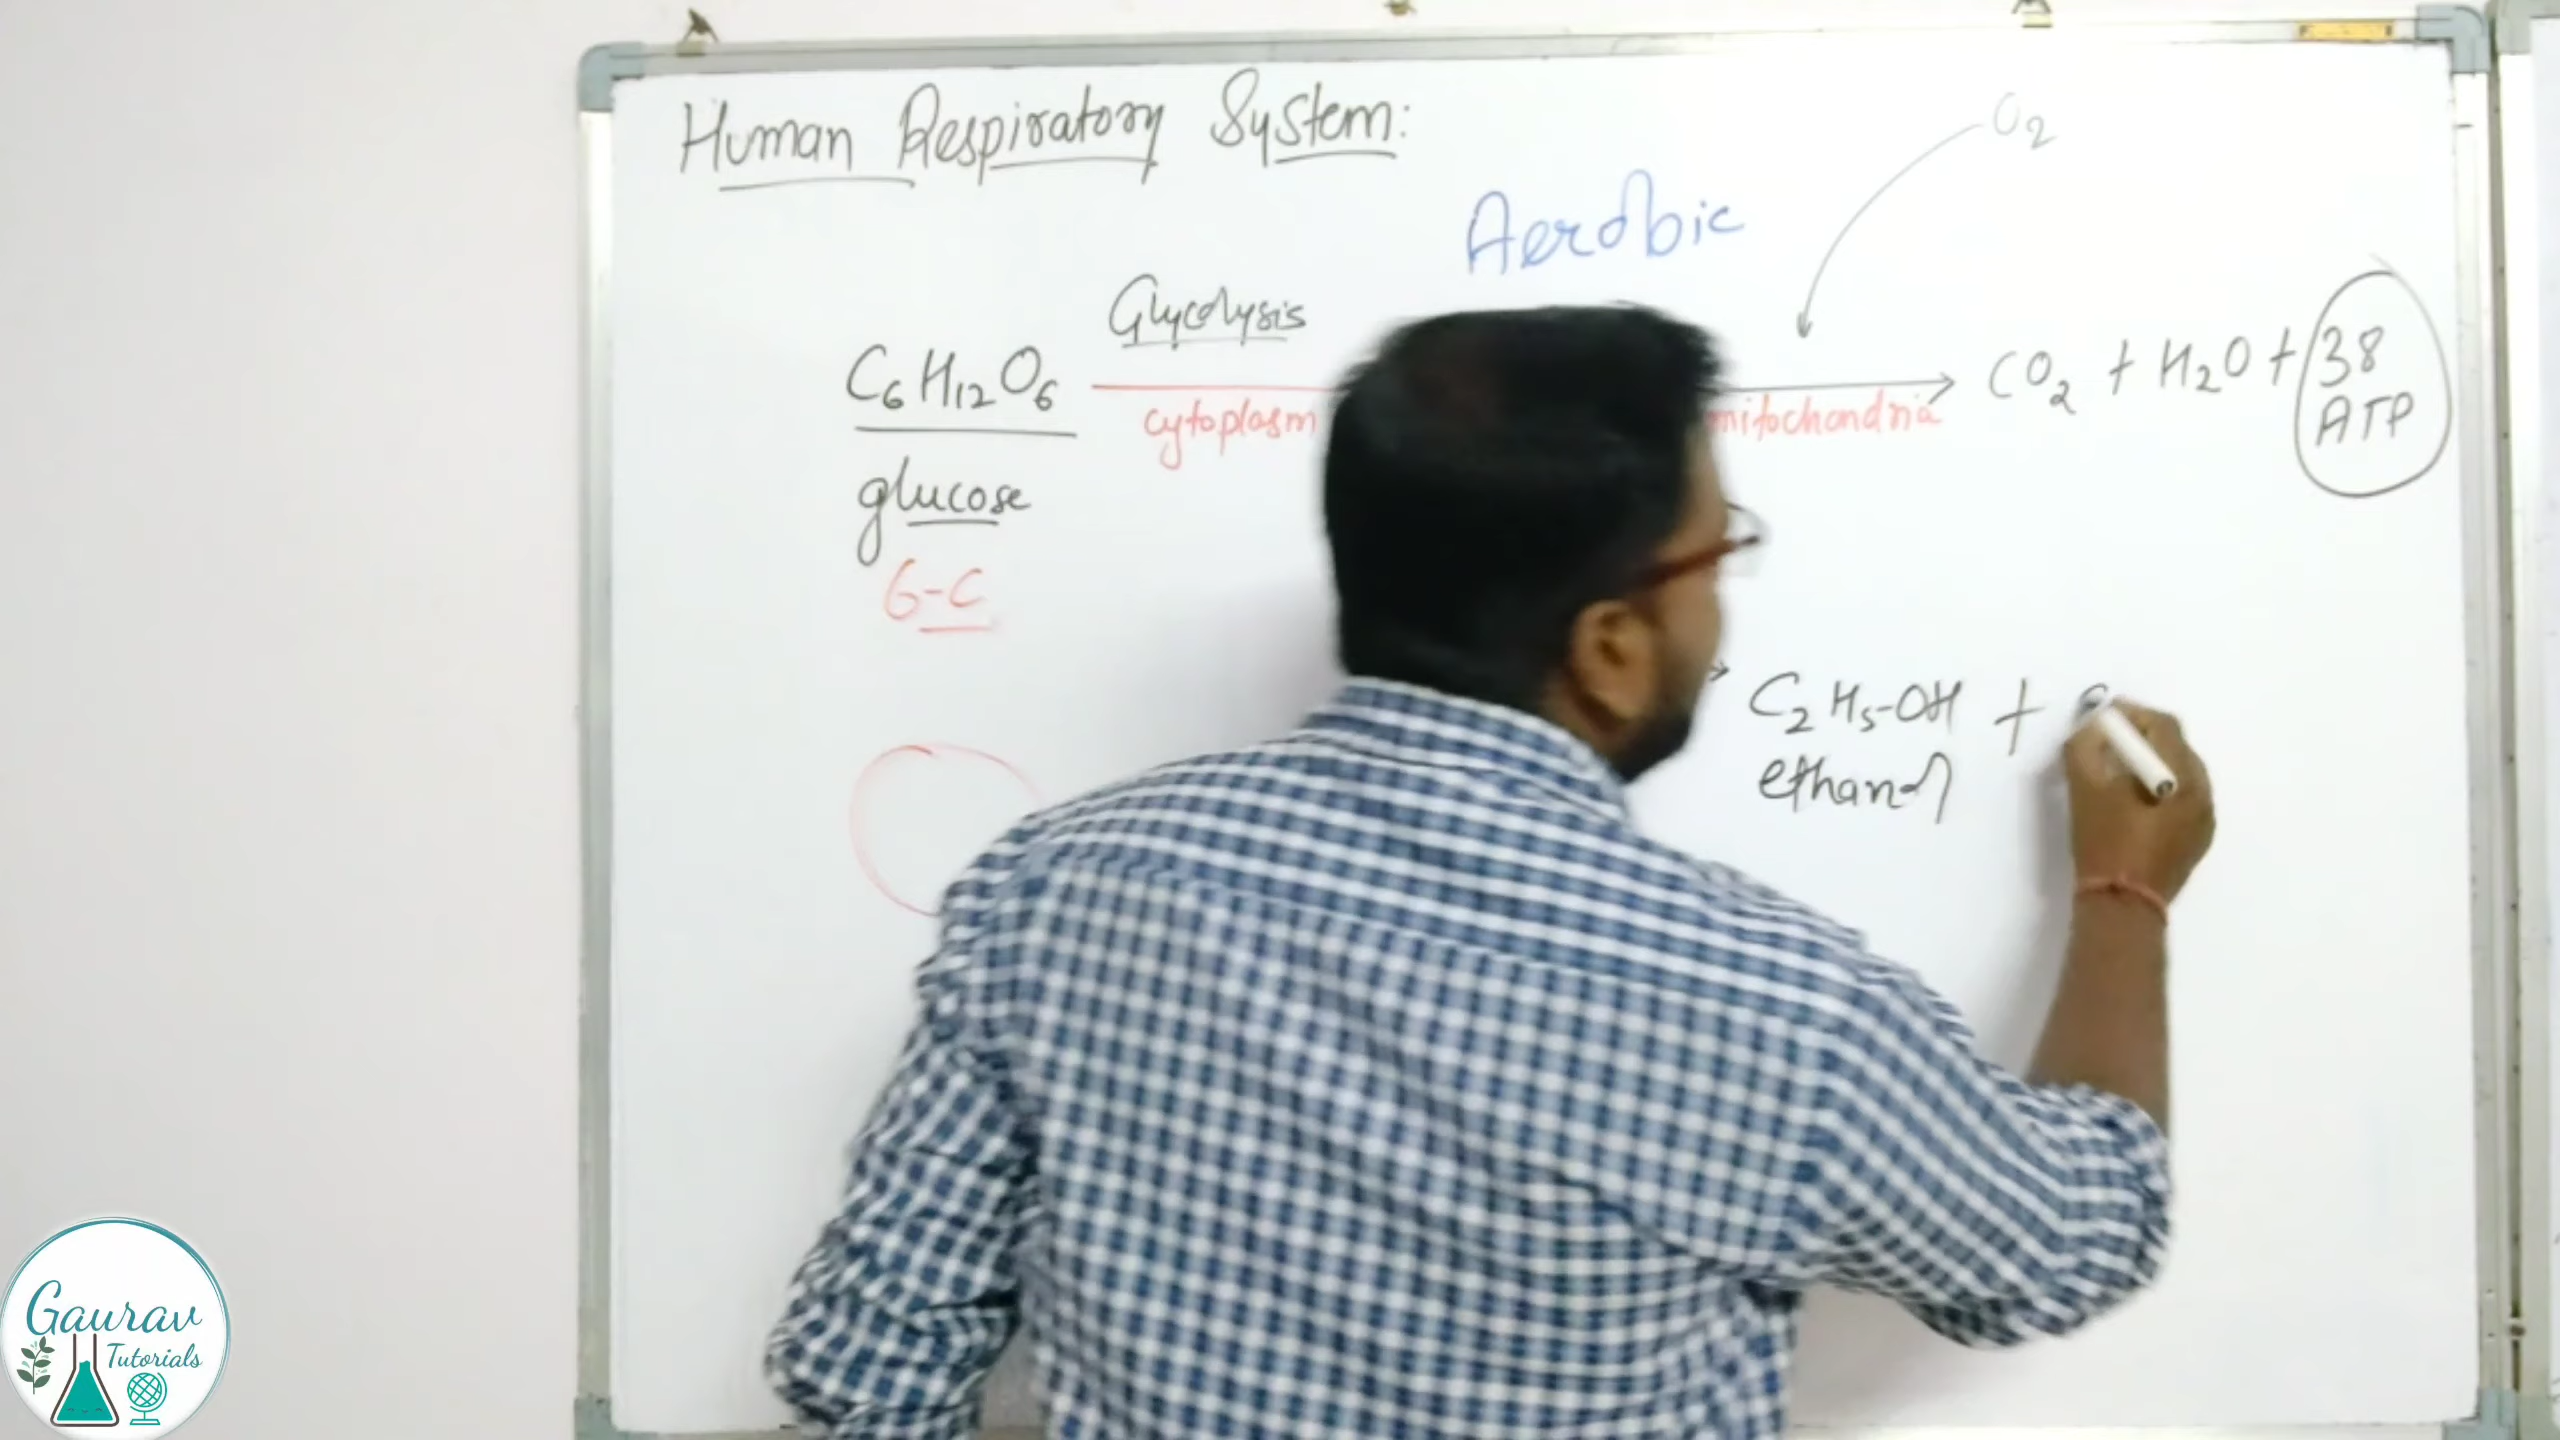 Human Respiratory System:
O2
Aerobic
Glycolysis
C6H12O6
CO2 + H2O + 38
ATP
cytoplasm
mitochondria
glucose
6-C
C2H5-OH +
ethanol
Gaurav
Tutorials